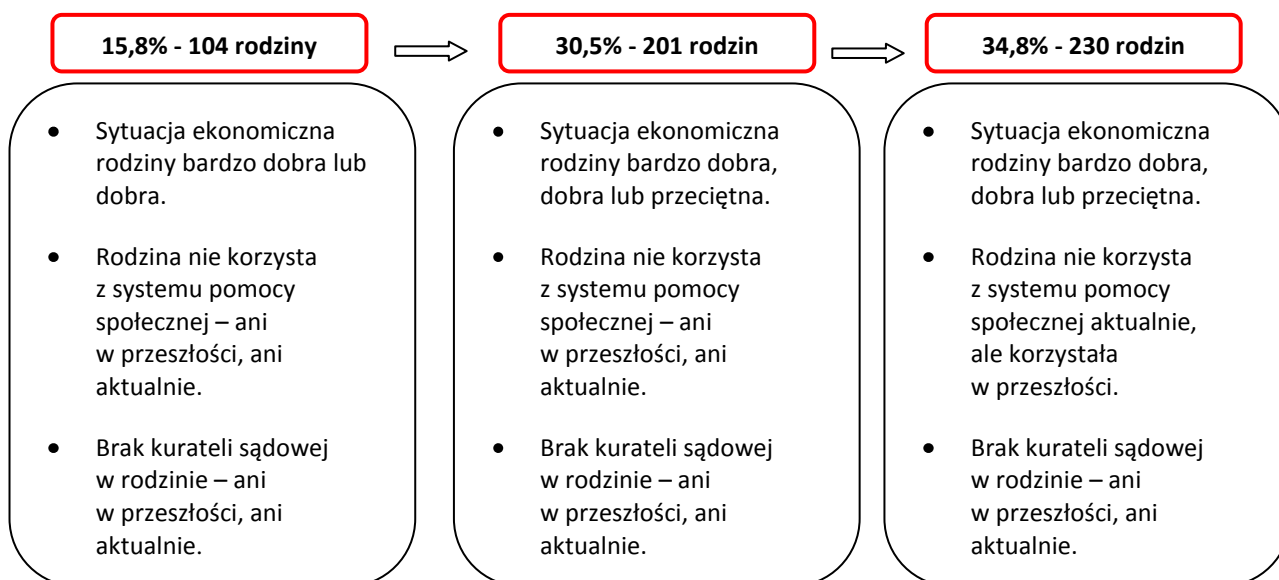 15,8% - 104 rodziny
30,5% - 201 rodzin
34,8% - 230 rodzin
• Sytuacja ekonomiczna
rodziny bardzo dobra lub
dobra.
• Rodzina nie korzysta
z systemu pomocy
społecznej – ani
w przeszłości, ani
aktualnie.
• Brak kurateli sądowej
w rodzinie – ani
w przeszłości, ani
aktualnie.
• Sytuacja ekonomiczna
rodziny bardzo dobra,
dobra lub przeciętna.
• Rodzina nie korzysta
z systemu pomocy
społecznej – ani
w przeszłości, ani
aktualnie.
• Brak kurateli sądowej
w rodzinie – ani
w przeszłości, ani
aktualnie.
• Sytuacja ekonomiczna
rodziny bardzo dobra,
dobra lub przeciętna.
• Rodzina nie korzysta
z systemu pomocy
społecznej aktualnie,
ale korzystała
w przeszłości.
• Brak kurateli sądowej
w rodzinie – ani
w przeszłości, ani
aktualnie.